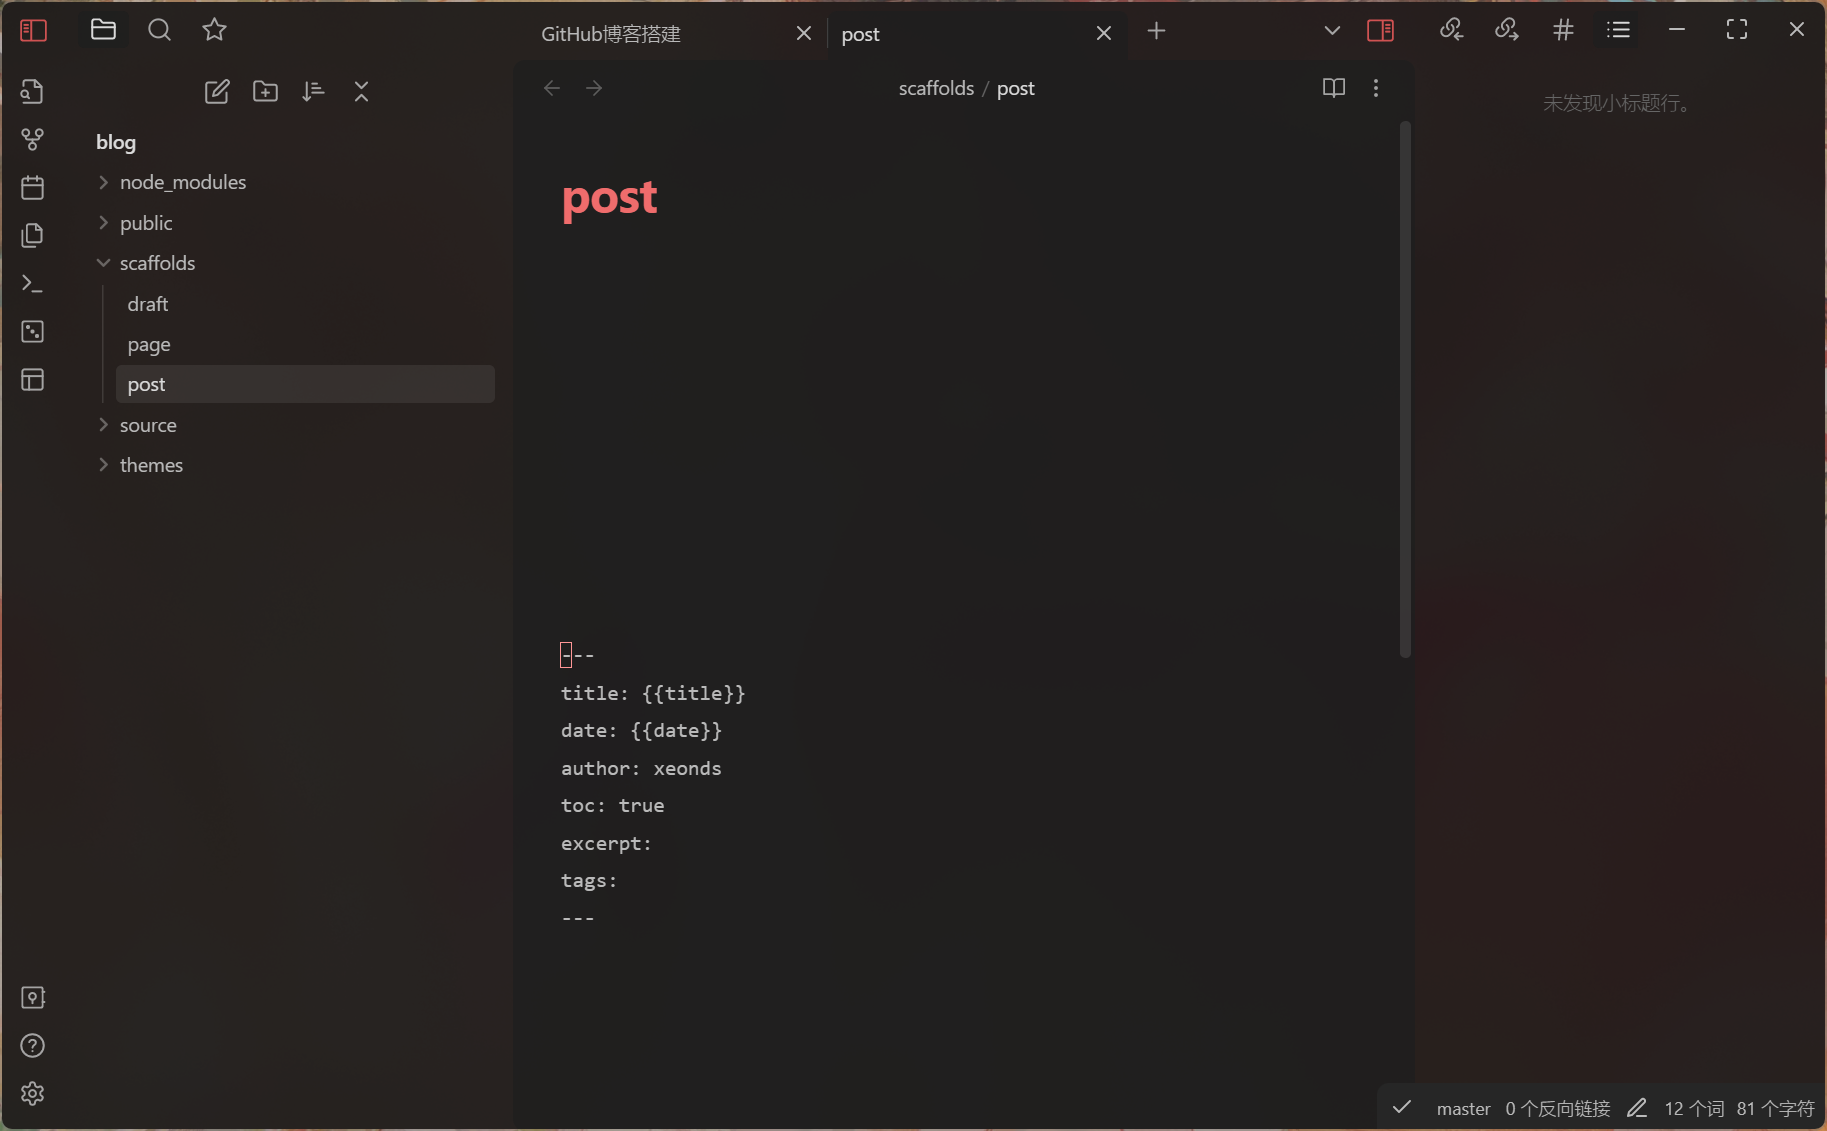 GitHub博客搭建
post
scaffolds / post
未发现小标题行。
blog
node_modules
public
scaffolds
draft
page
post
source
themes
post
---
title: {{title}}
date: {{date}}
author: xeonds
toc: true
excerpt:
tags:
---
master 0 个反向链接 12 个词 81 个字符